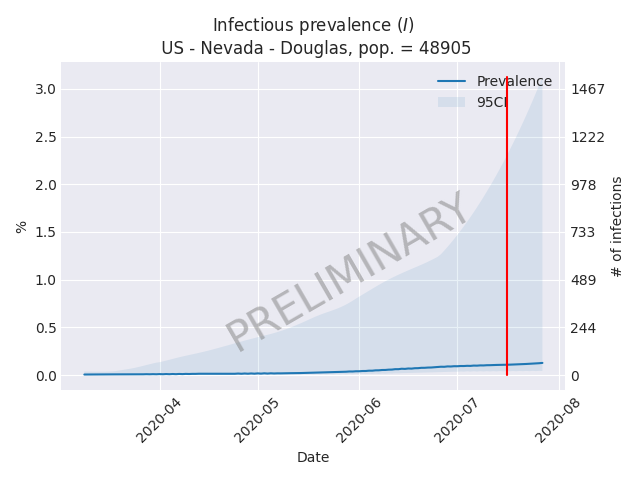 Infectious prevalence (I)
US - Nevada - Douglas, pop. = 48905
Prevalence
95CI
3.0
2.5
2.0
1.5
1.0
0.5
0.0
%
1467
1222
978
733
489
244
0
# of infections
PRELIMINARY
2020-04
2020-05
2020-06
2020-07
2020-08
Date